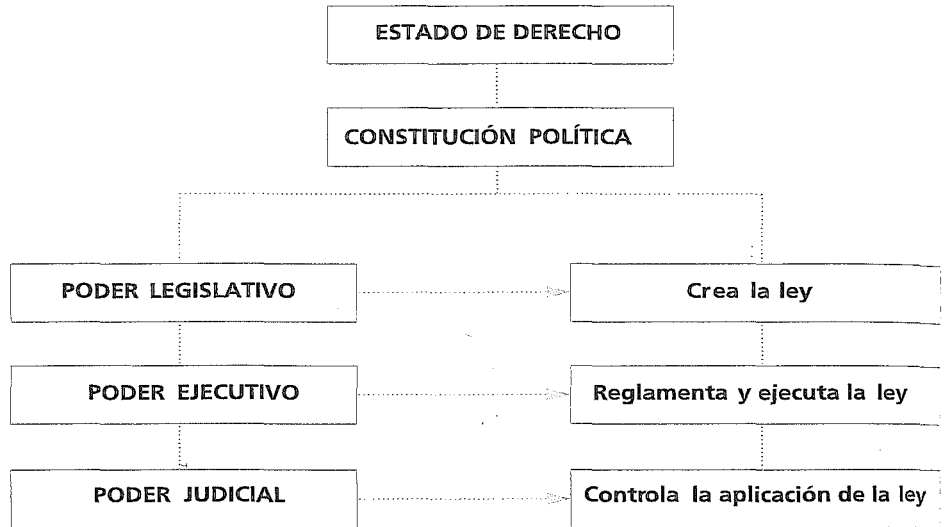 ESTADO DE DERECHO
CONSTITUCIÓN POLÍTICA
PODER LEGISLATIVO
Crea la ley
PODER EJECUTIVO
Reglamenta y ejecuta la ley
PODER JUDICIAL
Controla la aplicación de la ley